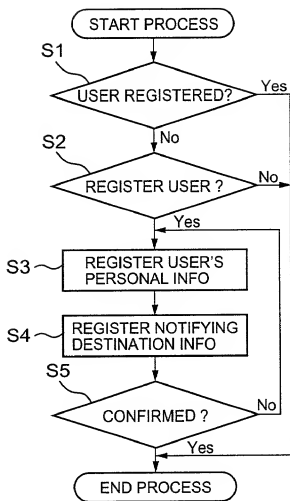 START PROCESS
S1
USER REGISTERED?
Yes
No
S2
REGISTER USER ?
No
Yes
S3
REGISTER USER'S
PERSONAL INFO
S4
REGISTER NOTIFYING
DESTINATION INFO
S5
CONFIRMED ?
No
Yes
END PROCESS